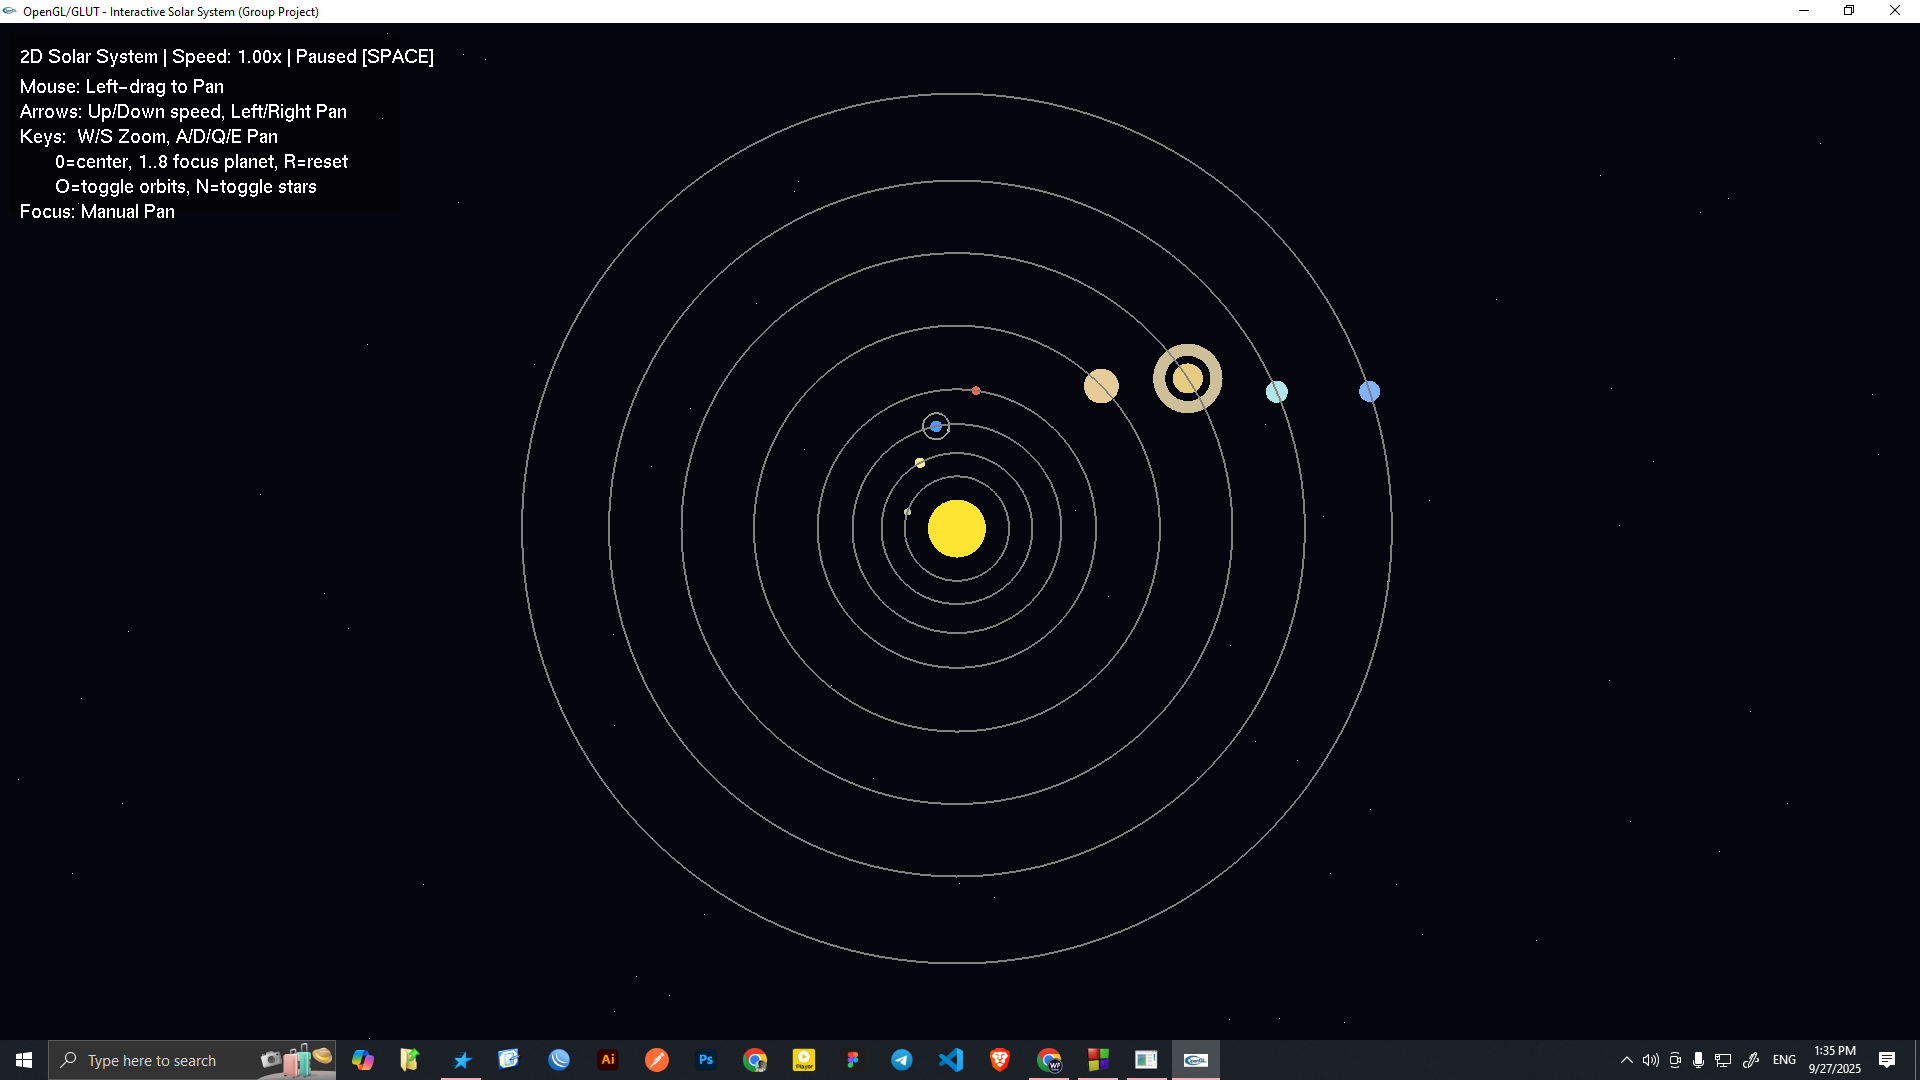 OpenGL/GLUT - Interactive Solar System (Group Project)
2D Solar System | Speed: 1.00x | Paused [SPACE]
Mouse: Left-drag to Pan
Arrows: Up/Down speed, Left/Right Pan
Keys:  W/S Zoom, A/D/Q/E Pan
0=center, 1..8 focus planet, R=reset
O=toggle orbits, N=toggle stars
Focus: Manual Pan
Type here to search
Ai
Ps
Player
WP
OpenGL
ENG
1:35 PM
9/27/2025